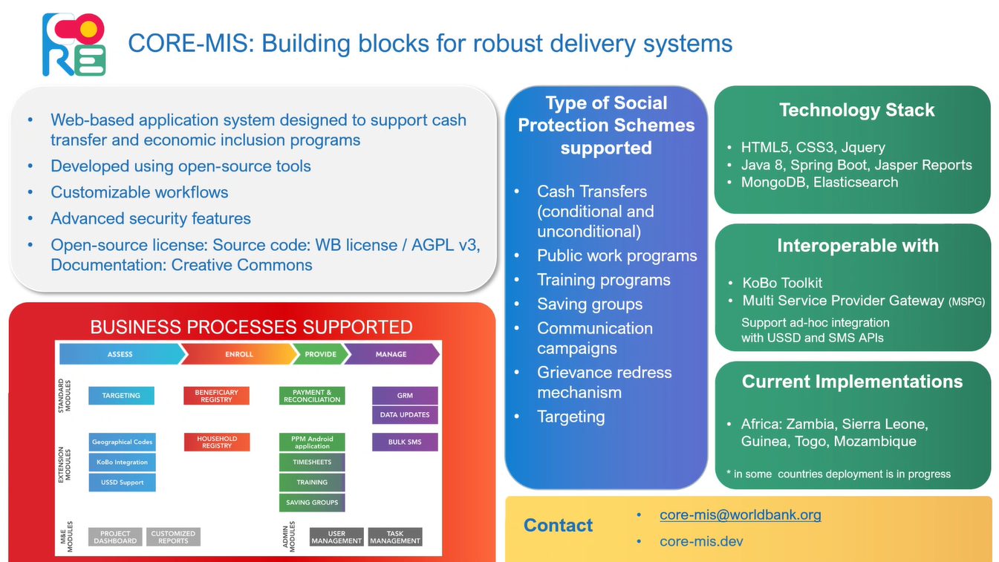 CORE
CORE-MIS: Building blocks for robust delivery systems
• Web-based application system designed to support cash
transfer and economic inclusion programs
• Developed using open-source tools
• Customizable workflows
• Advanced security features
• Open-source license: Source code: WB license / AGPL v3,
Documentation: Creative Commons
BUSINESS PROCESSES SUPPORTED
ASSESS
ENROLL
PROVIDE
MANAGE
STANDARD
MODULES
TARGETING
BENEFICIARY
REGISTRY
PAYMENT &
RECONCILIATION
GRM
DATA UPDATES
EXTENSION
MODULES
Geographical Codes
KoBo Integration
USSD Support
HOUSEHOLD
REGISTRY
PPM Android
application
TIMESHEETS
TRAINING
SAVING GROUPS
BULK SMS
M&E
MODULES
PROJECT
DASHBOARD
CUSTOMIZED
REPORTS
ADMIN
MODULES
USER
MANAGEMENT
TASK
MANAGEMENT
Type of Social
Protection Schemes
supported
• Cash Transfers
(conditional and
unconditional)
• Public work programs
• Training programs
• Saving groups
• Communication
campaigns
• Grievance redress
mechanism
• Targeting
Technology Stack
• HTML5, CSS3, Jquery
• Java 8, Spring Boot, Jasper Reports
• MongoDB, Elasticsearch
Interoperable with
• KoBo Toolkit
• Multi Service Provider Gateway (MSPG)
Support ad-hoc integration
with USSD and SMS APIs
Current Implementations
• Africa: Zambia, Sierra Leone,
Guinea, Togo, Mozambique
* in some countries deployment is in progress
Contact
• core-mis@worldbank.org
• core-mis.dev